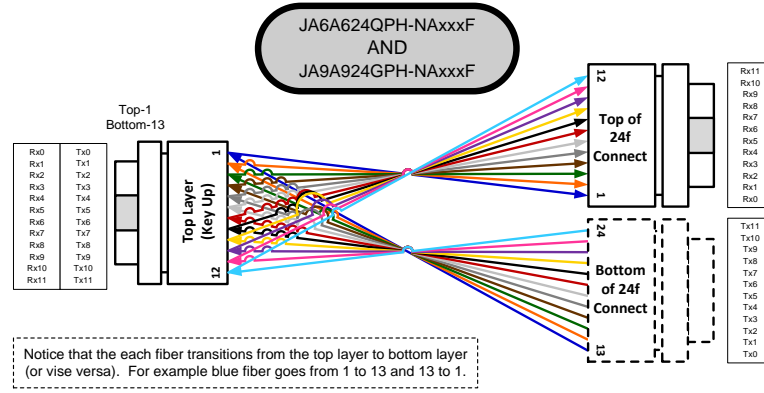 JA6A624QPH-NAxxxF
AND
JA9A924GPH-NAxxxF
Top-1
Bottom-13
Rx0 Tx0
Rx1 Tx1
Rx2 Tx2
Rx3 Tx3
Rx4 Tx4
Rx5 Tx5
Rx6 Tx6
Rx7 Tx7
Rx8 Tx8
Rx9 Tx9
Rx10 Tx10
Rx11 Tx11
1
Top Layer
(Key Up)
12
12
Top of
24f
Connect
1
Rx11
Rx10
Rx9
Rx8
Rx7
Rx6
Rx5
Rx4
Rx3
Rx2
Rx1
Rx0
24
Bottom
of 24f
Connect
13
Tx11
Tx10
Tx9
Tx8
Tx7
Tx6
Tx5
Tx4
Tx3
Tx2
Tx1
Tx0
Notice that the each fiber transitions from the top layer to bottom layer
(or vise versa). For example blue fiber goes from 1 to 13 and 13 to 1.